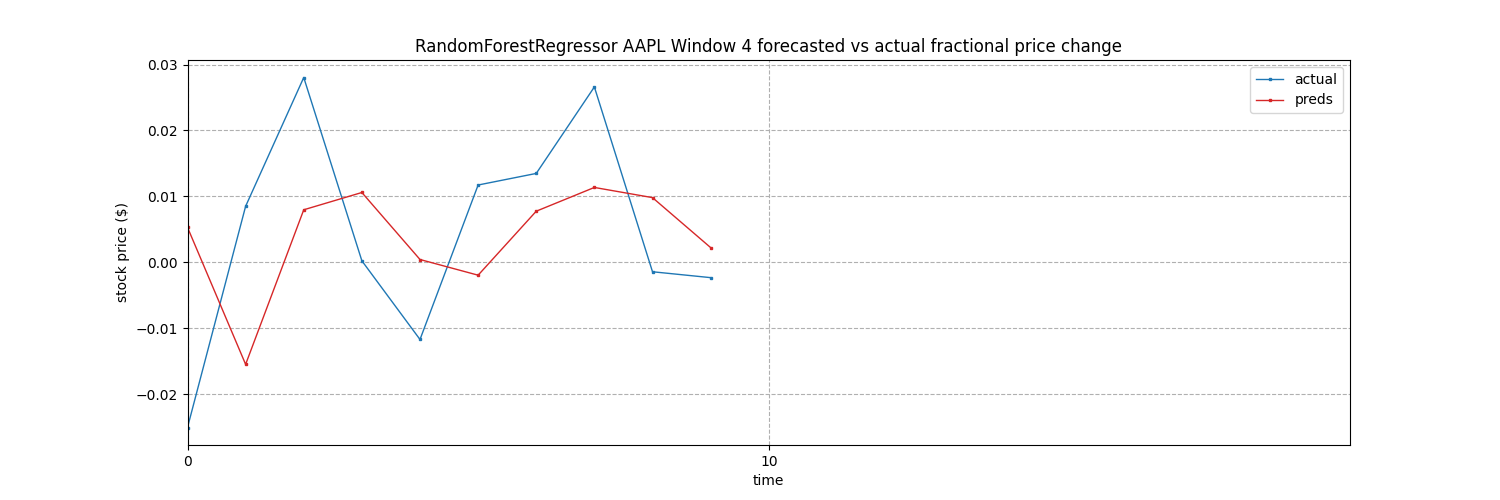 RandomForestRegressor AAPL Window 4 forecasted vs actual fractional price change
actual
preds
0.03
0.02
0.01
0.00
−0.01
−0.02
stock price ($)
0
10
time